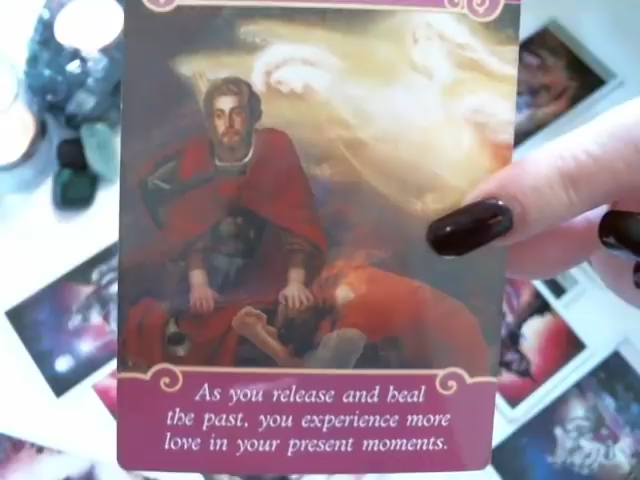 As you release and heal
the past, you experience more
love in your present moments.